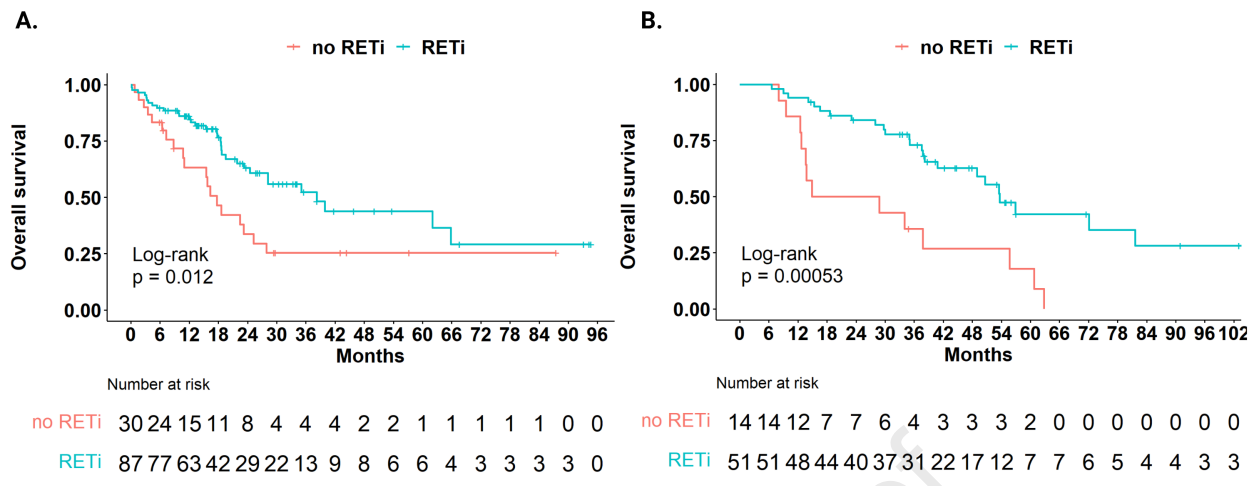 A.
no RETi RETi
Overall survival
1.00
0.75
0.50
0.25
0.00
Log-rank
p = 0.012
0 6 12 18 24 30 36 42 48 54 60 66 72 78 84 90 96
Months
Number at risk
no RETi 30 24 15 11 8 4 4 4 2 2 1 1 1 1 1 0 0
RETi 87 77 63 42 29 22 13 9 8 6 6 4 3 3 3 3 0
B.
no RETi RETi
Overall survival
1.00
0.75
0.50
0.25
0.00
Log-rank
p = 0.00053
0 6 12 18 24 30 36 42 48 54 60 66 72 78 84 90 96 102
Months
Number at risk
no RETi 14 14 12 7 7 6 4 3 3 3 2 0 0 0 0 0 0 0
RETi 51 51 48 44 40 37 31 22 17 12 7 7 6 5 4 4 3 3